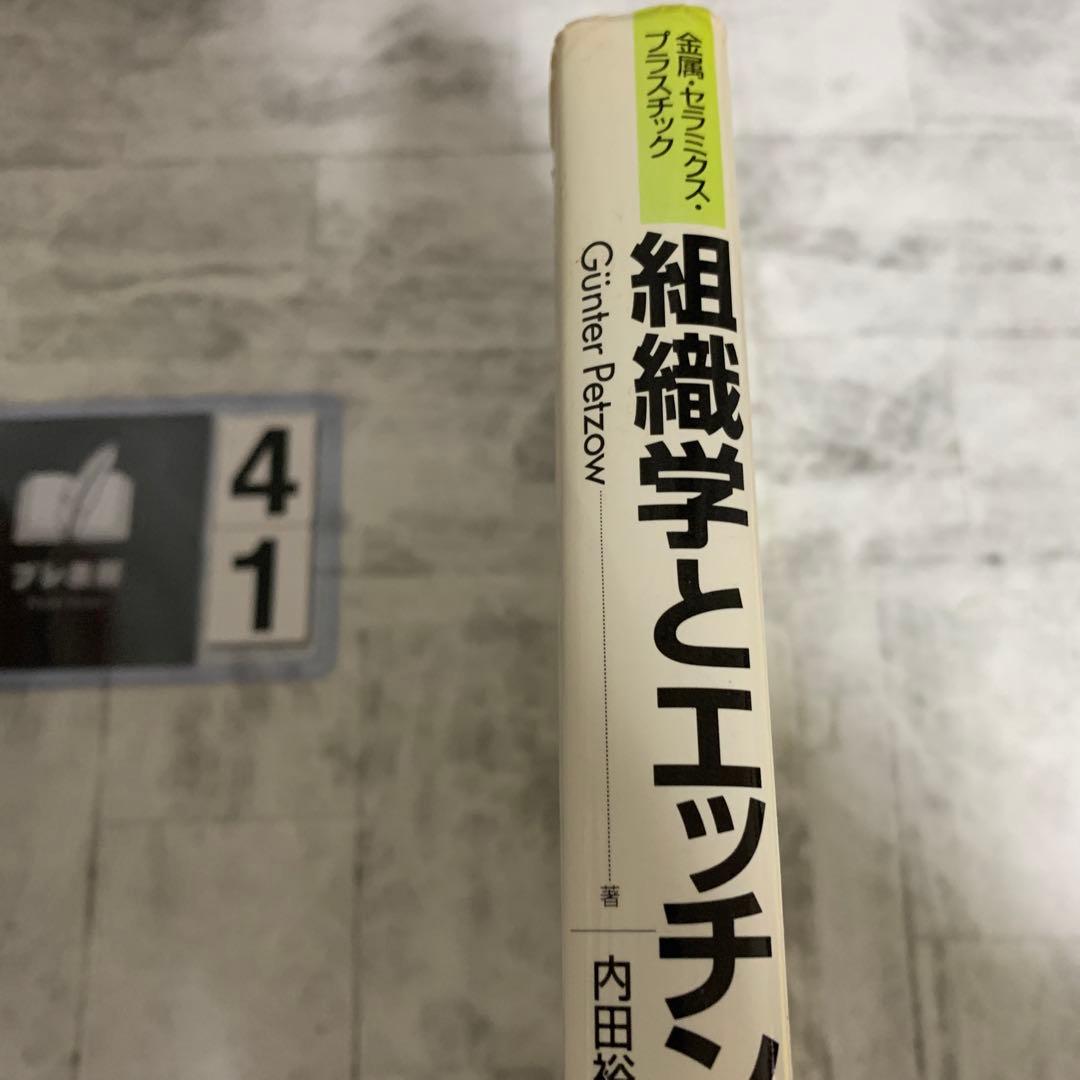 金属・セラミクス・
プラスチック
組織学とエッチン
Günter Petzow
著
内田裕
4
1